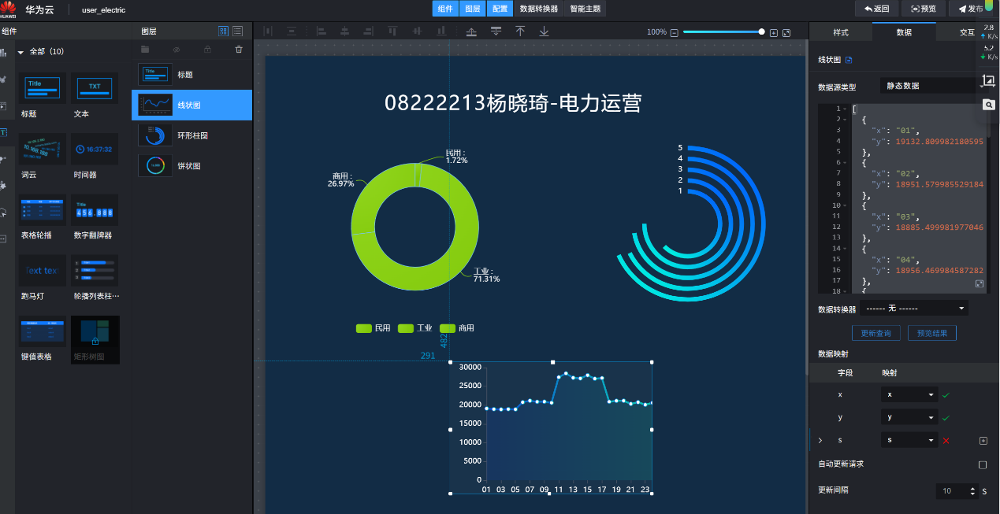 HUAWEI 华为云 user_electric 组件 图层 配置 数据转换器 智能主题 返回 预览 发布
组件
全部（10）
Title
标题
TXT
文本
词云
16:37:32
时间器
表格轮播
Title
456.888
数字翻牌器
Text tex
跑马灯
轮播列表柱···
键值表格
矩形树图
图层
Title
标题
线状图
环形柱图
饼状图
100%
08222213杨晓琦-电力运营
民用 :
1.72%
商用 :
26.97%
工业 :
71.31%
民用 工业 商用
5
4
3
2
1
482
291
30000
25000
20000
15000
10000
5000
0
01 03 05 07 09 11 13 15 17 19 21 23
样式 数据 交互
2.8
K/s
5.2
K/s
线状图
数据源类型 静态数据
1 [
2 {
3 "x": "01",
4 "y": 19132.809982180595
5 },
6 {
7 "x": "02",
8 "y": 18951.579985529184
9 },
10 {
11 "x": "03",
12 "y": 18885.499981977046
13 },
14 {
15 "x": "04",
16 "y": 18956.469984587282
17 },
18 {
数据转换器 ------ 无 ------
更新查询 预览结果
数据映射
字段 映射
x x
y y
s s
自动更新请求
更新间隔 10 S